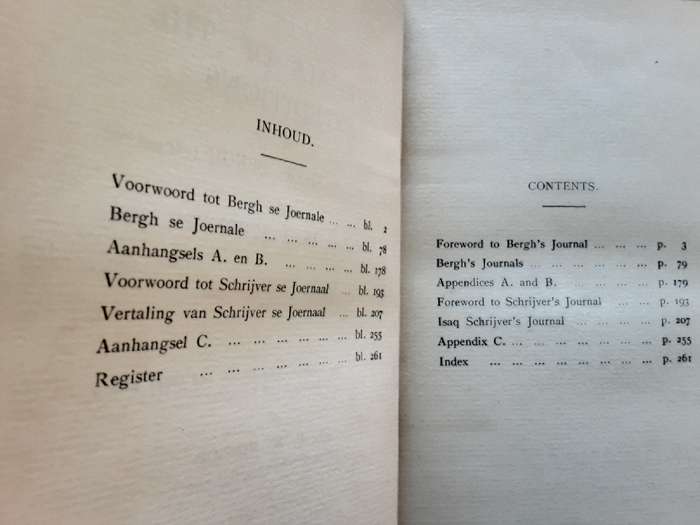 INHOUD.
Voorwoord tot Bergh se Joernale ... ... bl. 2
Bergh se Joernale ... ... ... ... ... bl. 78
Aanhangsels A. en B. ... ... ... ... bl. 178
Voorwoord tot Schrijver se Joernaal ... bl. 193
Vertaling van Schrijver se Joernaal ... bl. 207
Aanhangsel C. ... ... ... ... ... ... bl. 255
Register ... ... ... ... ... ... ... bl. 261
CONTENTS.
Foreword to Bergh's Journal ... ... ... p. 3
Bergh's Journals ... ... ... ... ... p. 79
Appendices A. and B. ... ... ... ... p. 179
Foreword to Schrijver's Journal ... ... p. 193
Isaq Schrijver's Journal ... ... ... ... p. 207
Appendix C. ... ... ... ... ... ... p. 255
Index ... ... ... ... ... ... ... p. 261